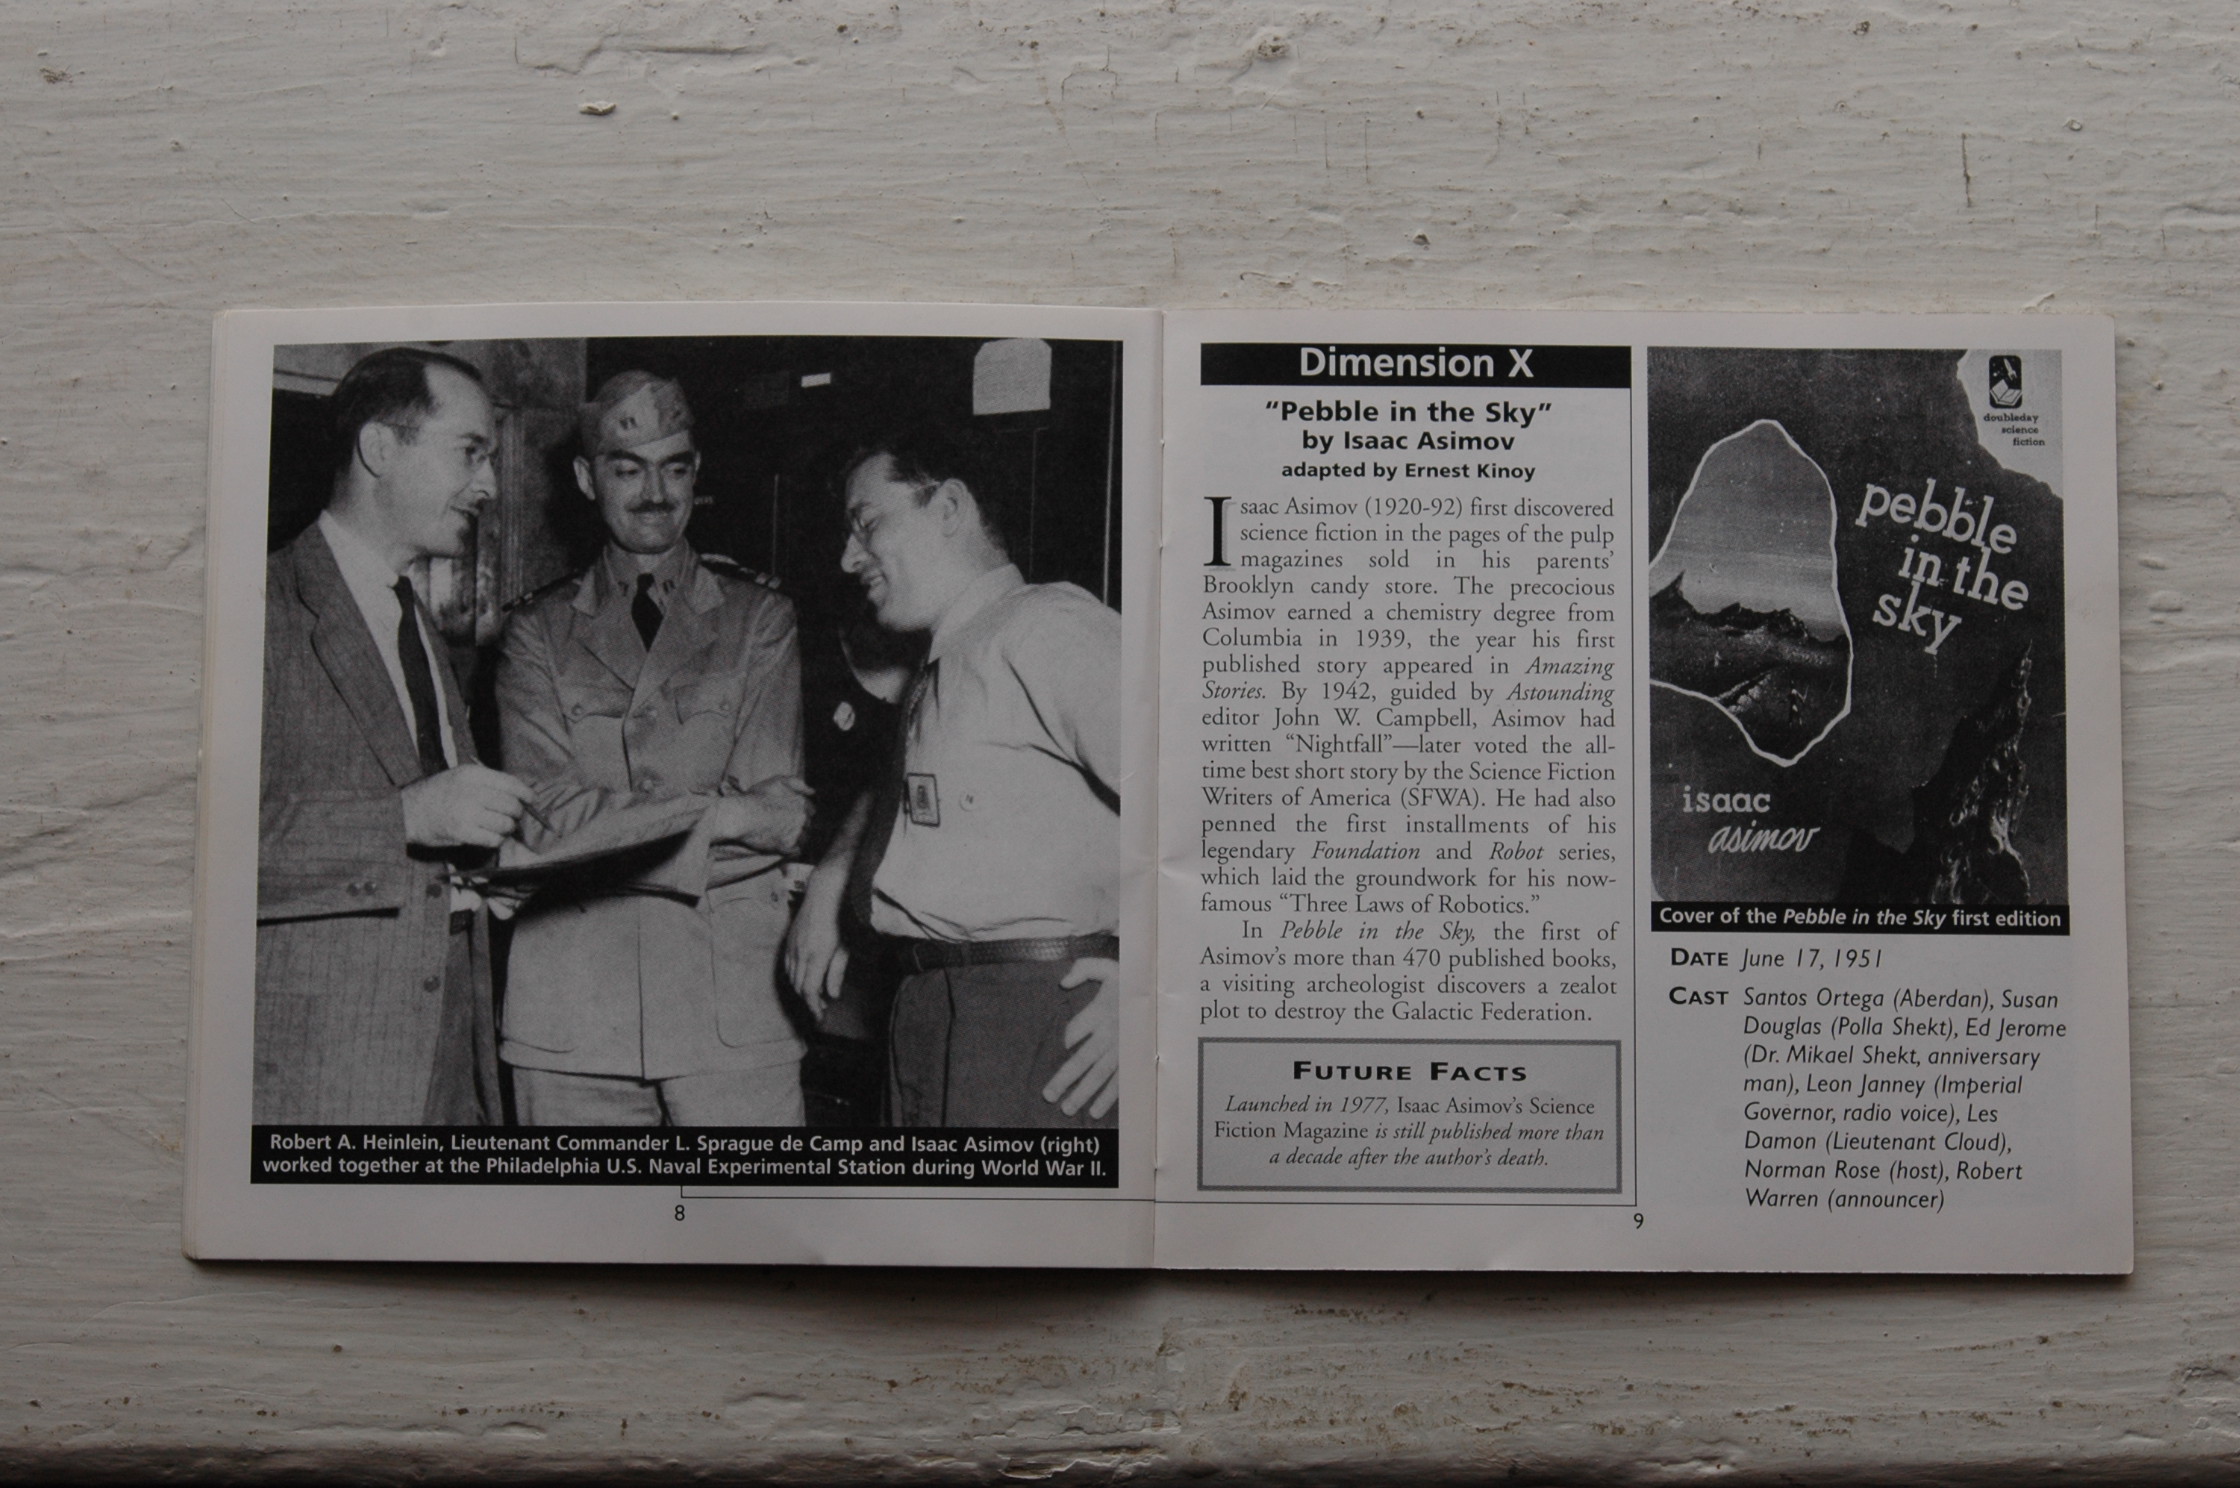 Robert A. Heinlein, Lieutenant Commander L. Sprague de Camp and Isaac Asimov (right)
worked together at the Philadelphia U.S. Naval Experimental Station during World War II.
8
Dimension X
“Pebble in the Sky”
by Isaac Asimov
adapted by Ernest Kinoy
Isaac Asimov (1920-92) first discovered
science fiction in the pages of the pulp
magazines sold in his parents’
Brooklyn candy store. The precocious
Asimov earned a chemistry degree from
Columbia in 1939, the year his first
published story appeared in Amazing
Stories. By 1942, guided by Astounding
editor John W. Campbell, Asimov had
written “Nightfall”—later voted the all-
time best short story by the Science Fiction
Writers of America (SFWA). He had also
penned the first installments of his
legendary Foundation and Robot series,
which laid the groundwork for his now-
famous “Three Laws of Robotics.”
In Pebble in the Sky, the first of
Asimov’s more than 470 published books,
a visiting archeologist discovers a zealot
plot to destroy the Galactic Federation.
FUTURE FACTS
Launched in 1977, Isaac Asimov’s Science
Fiction Magazine is still published more than
a decade after the author’s death.
9
doubleday
science
fiction
pebble
in the
sky
isaac
asimov
Cover of the Pebble in the Sky first edition
DATE June 17, 1951
CAST Santos Ortega (Aberdan), Susan
Douglas (Polla Shekt), Ed Jerome
(Dr. Mikael Shekt, anniversary
man), Leon Janney (Imperial
Governor, radio voice), Les
Damon (Lieutenant Cloud),
Norman Rose (host), Robert
Warren (announcer)